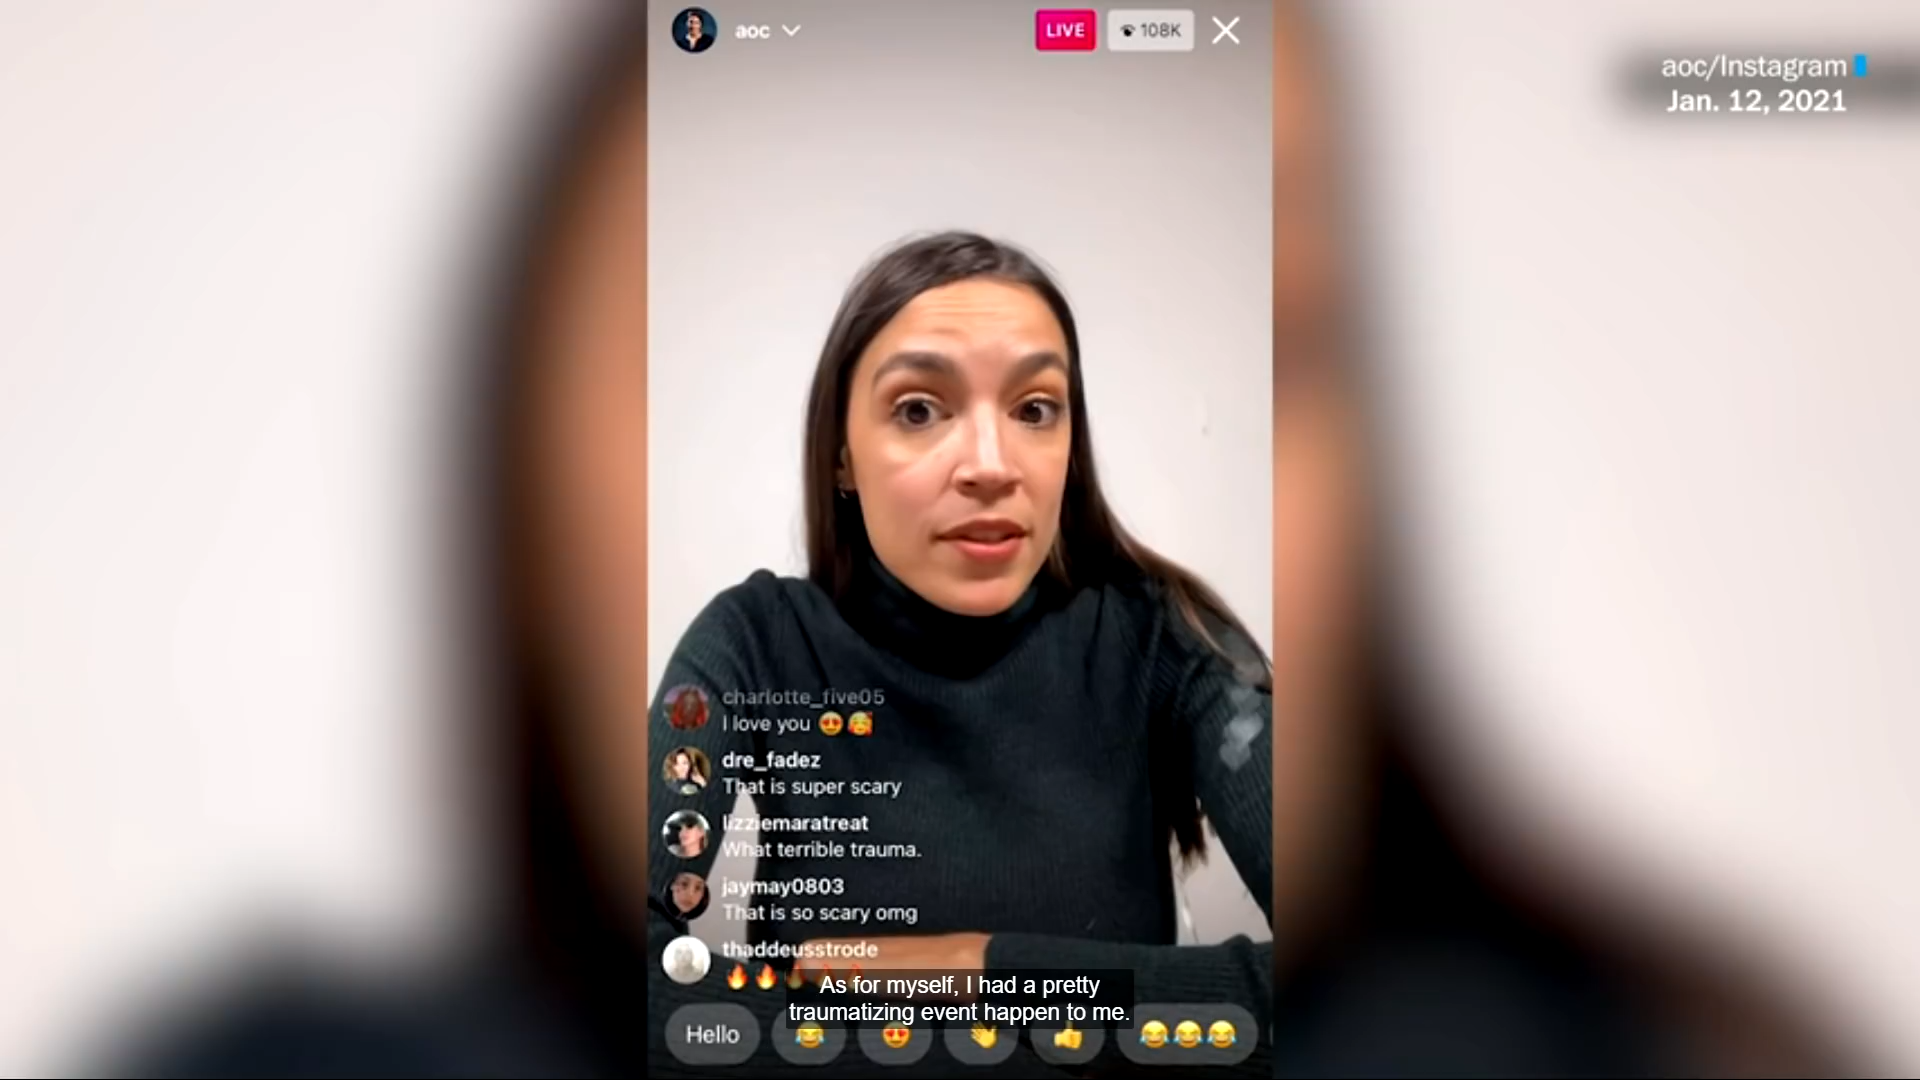 aoc
LIVE
108K
aoc/Instagram
Jan. 12, 2021
charlotte_five05
I love you 😍🥰
dre_fadez
That is super scary
lizziemaratreat
What terrible trauma.
jaymay0803
That is so scary omg
thaddeusstrode
🔥🔥🔥🔥🔥
As for myself, I had a pretty
traumatizing event happen to me.
Hello 😂 😍 👋 👍 😂😂😂